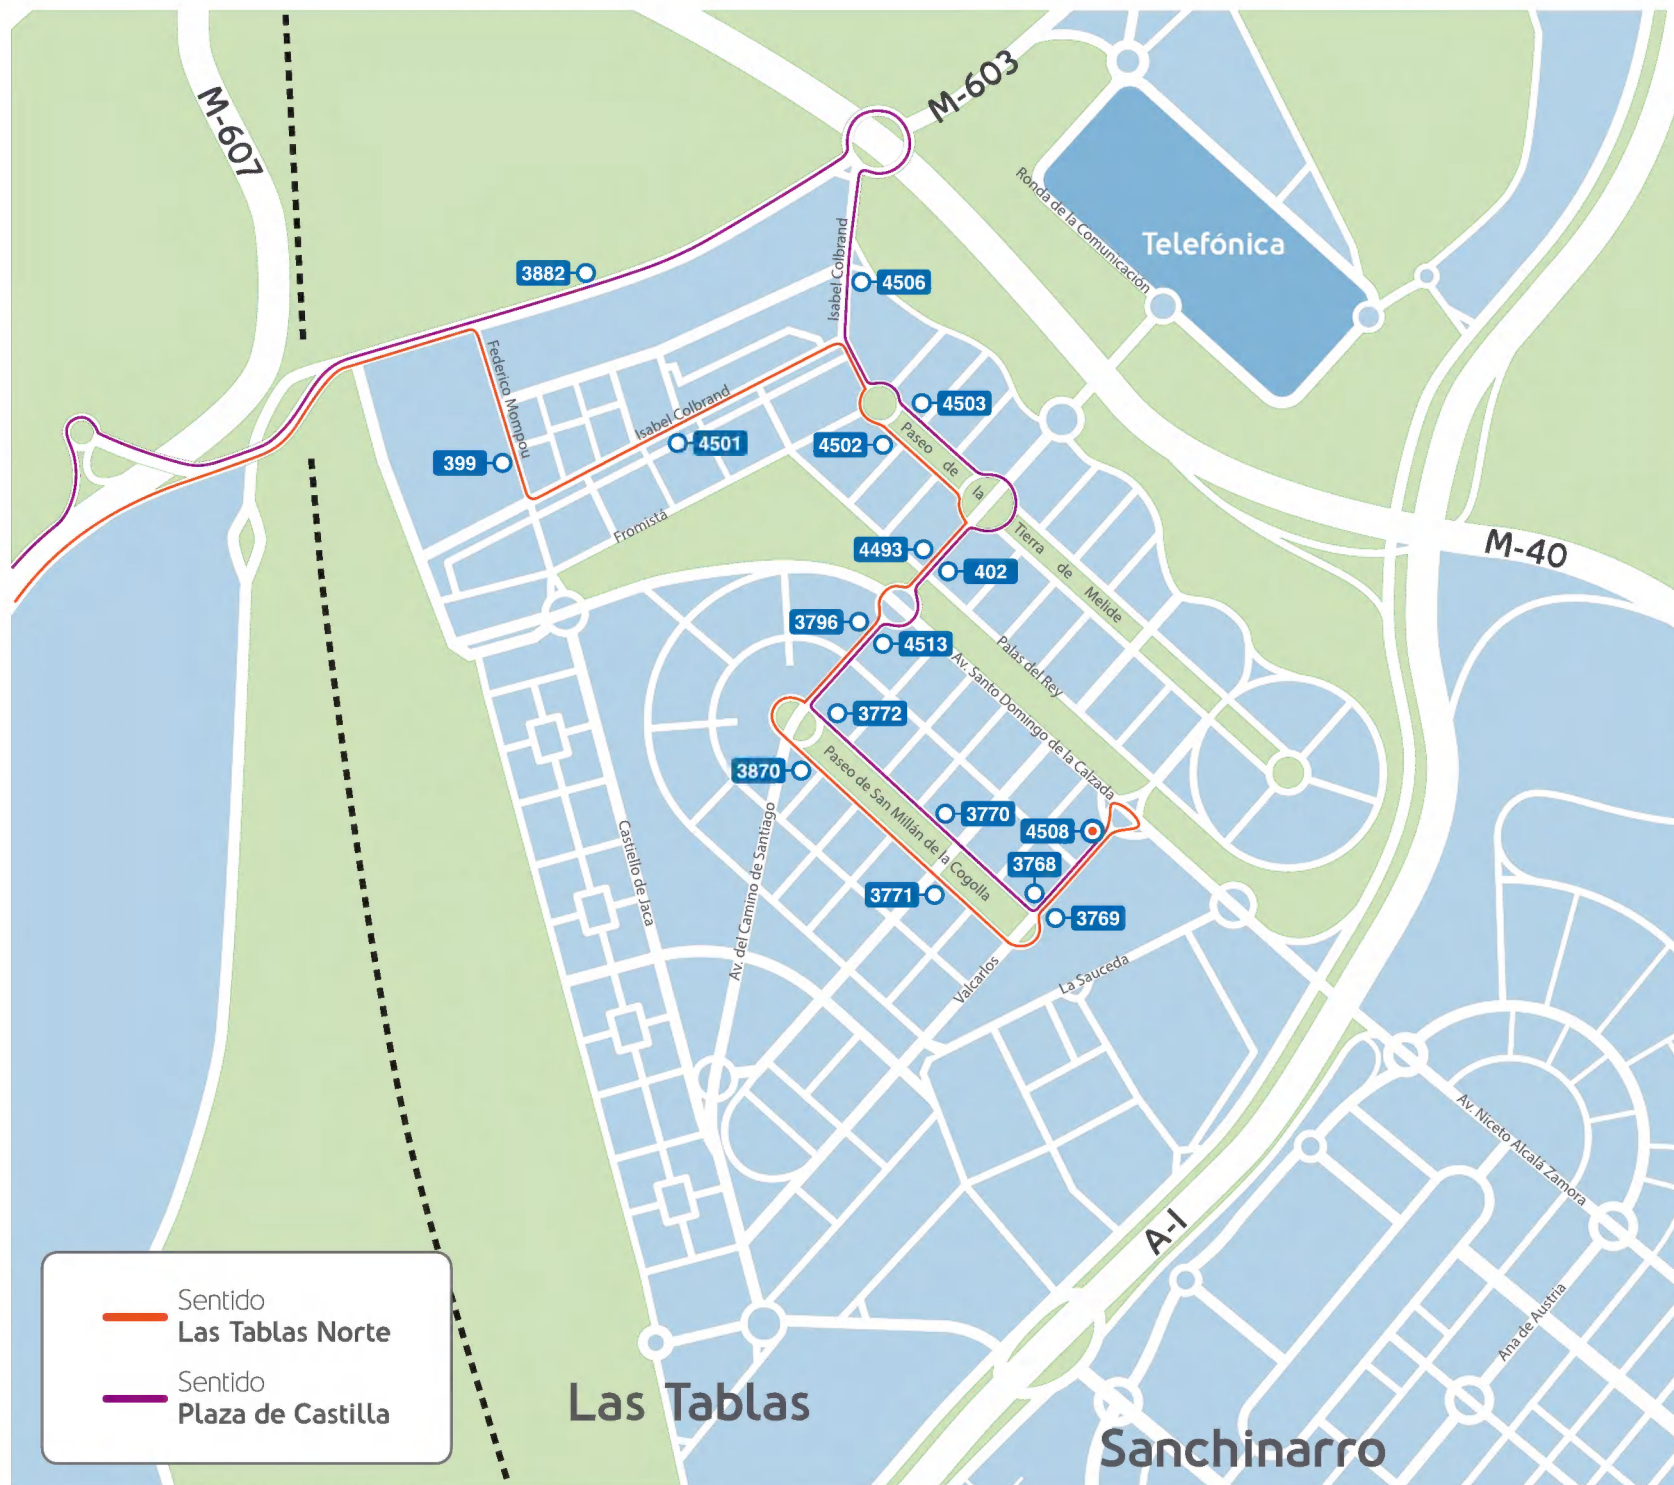 M-607
M-603
Ronda de la Comunicación
Telefónica
3882
Isabel Colbrand
4506
Federico Mompou
Isabel Colbrand
4501
399
4503
4502
Paseo de la Tierra de Melide
Fromistá
M-40
4493
402
3796
4513
Palas del Rey
Av. Santo Domingo de la Calzada
3772
3870
Paseo de San Millán de la Cogolla
3770
4508
3768
3771
3769
Castiello de Jaca
Av. del Camino de Santiago
Valcarlos
La Sauceda
Av. Niceto Alcalá Zamora
A-I
Ana de Austria
Sentido
Las Tablas Norte
Sentido
Plaza de Castilla
Las Tablas
Sanchinarro